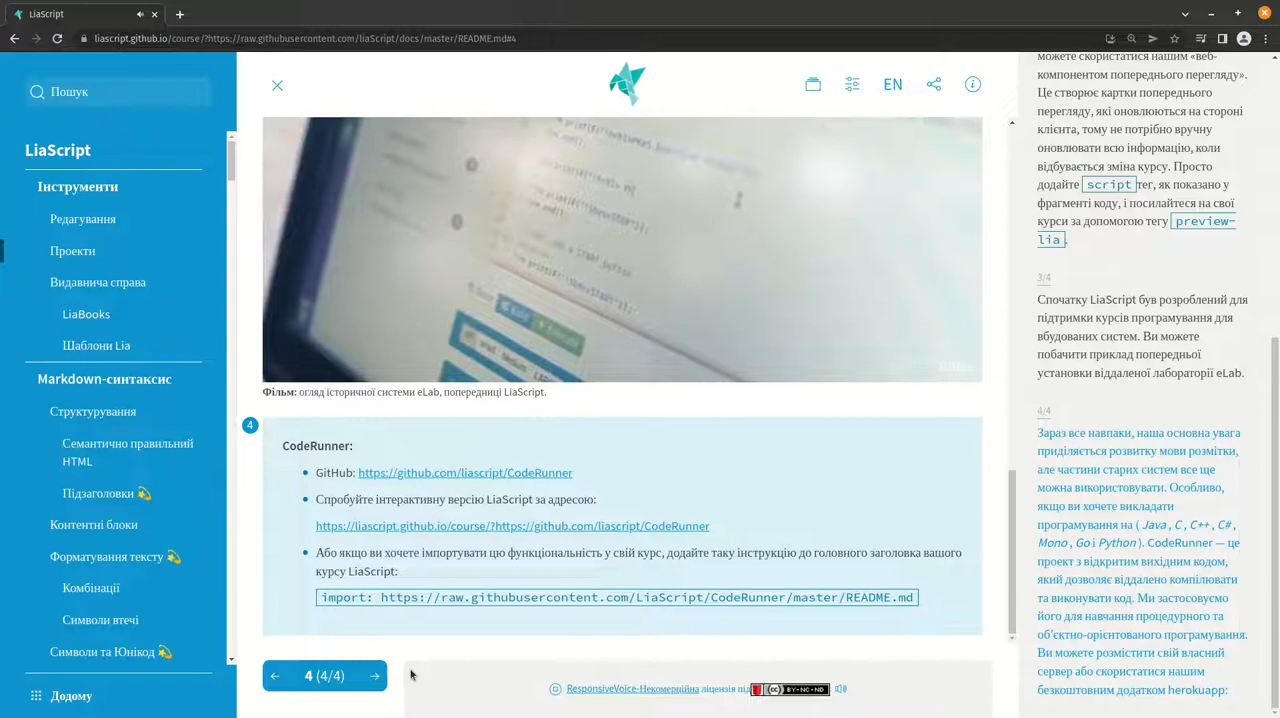 LiaScript
liascript.github.io/course/?https://raw.githubusercontent.com/liaScript/docs/master/README.md#4
Пошук
LiaScript
Інструменти
Редагування
Проекти
Видавнича справа
LiaBooks
Шаблони Lia
Markdown-синтаксис
Структурування
Семантично правильний
HTML
Підзаголовки 💫
Контентні блоки
Форматування тексту 💫
Комбінації
Символи втечі
Символи та Юнікод 💫
Додому
EN
Фільм: огляд історичної системи eLab, попередниці LiaScript.
4
CodeRunner:
GitHub: https://github.com/liascript/CodeRunner
Спробуйте інтерактивну версію LiaScript за адресою:
https://liascript.github.io/course/?https://github.com/liascript/CodeRunner
Або якщо ви хочете імпортувати цю функціональність у свій курс, додайте таку інструкцію до головного заголовка вашого
курсу LiaScript:
import: https://raw.githubusercontent.com/LiaScript/CodeRunner/master/README.md
4 (4/4)
ResponsiveVoice-Некомерційна ліцензія під
BY-NC-ND
можете скористатися нашим «веб-
компонентом попереднього перегляду».
Це створює картки попереднього
перегляду, які оновлюються на стороні
клієнта, тому не потрібно вручну
оновлювати всю інформацію, коли
відбувається зміна курсу. Просто
додайте script тег, як показано у
фрагменті коду, і посилайтеся на свої
курси за допомогою тегу preview-
lia.
3/4
Спочатку LiaScript був розроблений для
підтримки курсів програмування для
вбудованих систем. Ви можете
побачити приклад попередньої
установки віддаленої лабораторії eLab.
4/4
Зараз все навпаки, наша основна увага
приділяється розвитку мови розмітки,
але частини старих систем все ще
можна використовувати. Особливо,
якщо ви хочете викладати
програмування на ( Java , C , C++ , C# ,
Mono , Go і Python ). CodeRunner — це
проект з відкритим вихідним кодом,
який дозволяє віддалено компілювати
та виконувати код. Ми застосовуємо
його для навчання процедурного та
об'єктно-орієнтованого програмування.
Ви можете розмістити свій власний
сервер або скористатися нашим
безкоштовним додатком herokuapp: